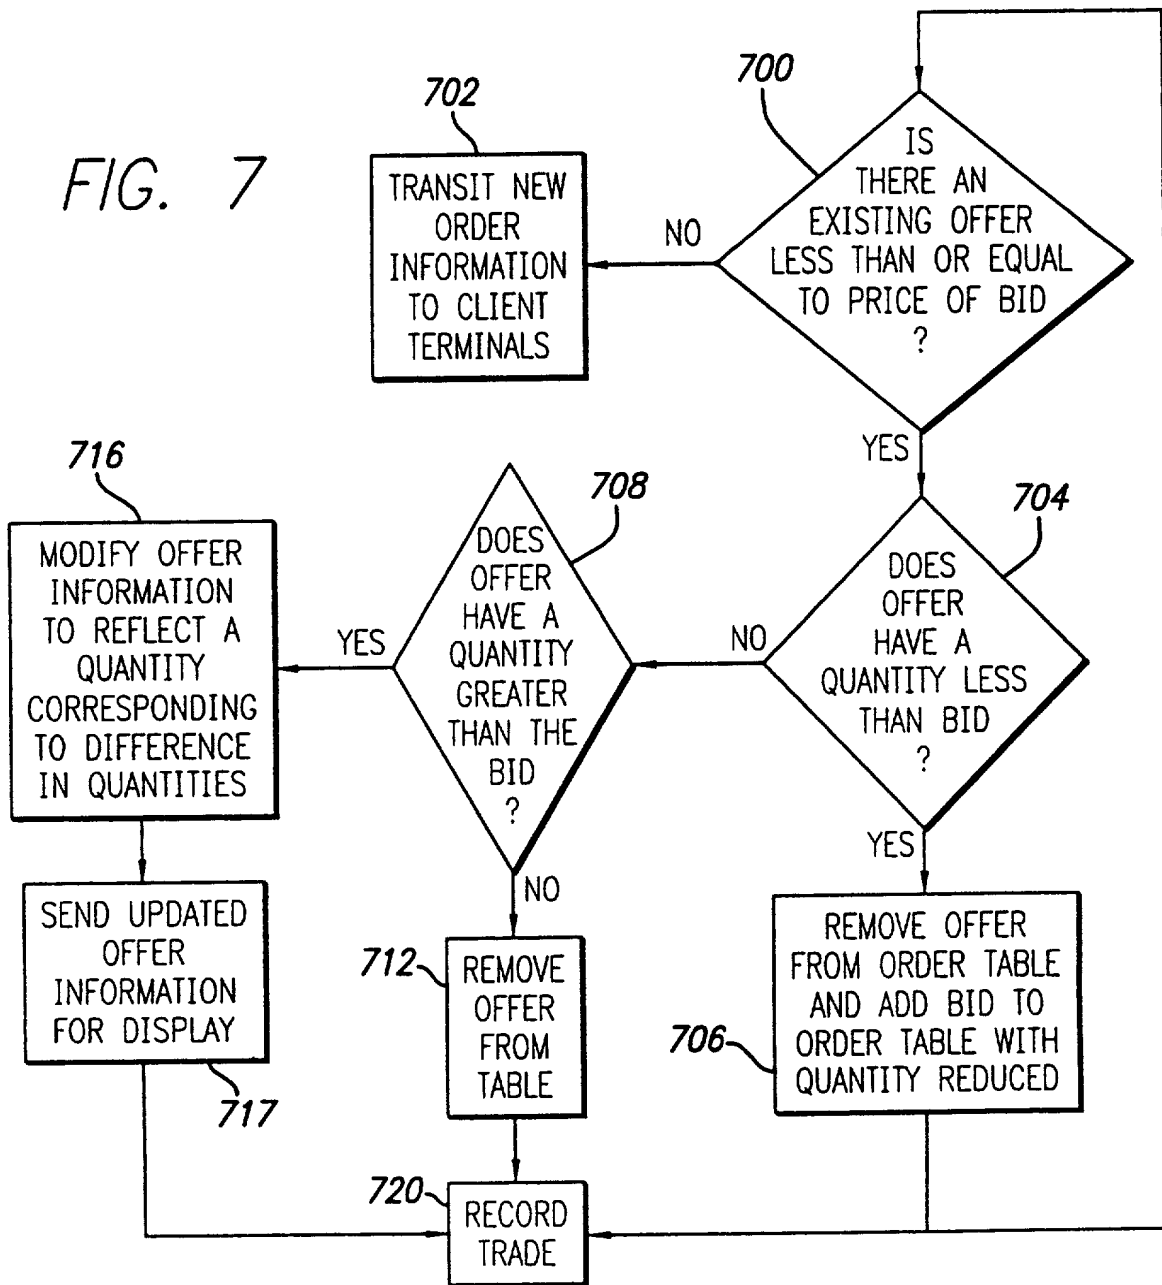 FIG. 7
702
TRANSIT NEW
ORDER
INFORMATION
TO CLIENT
TERMINALS
700
IS
THERE AN
EXISTING OFFER
LESS THAN OR EQUAL
TO PRICE OF BID
?
NO
YES
704
DOES
OFFER
HAVE A
QUANTITY LESS
THAN BID
?
NO
YES
708
DOES
OFFER
HAVE A
QUANTITY
GREATER
THAN THE
BID
?
YES
NO
716
MODIFY OFFER
INFORMATION
TO REFLECT A
QUANTITY
CORRESPONDING
TO DIFFERENCE
IN QUANTITIES
SEND UPDATED
OFFER
INFORMATION
FOR DISPLAY
717
712
REMOVE
OFFER
FROM
TABLE
706
REMOVE OFFER
FROM ORDER TABLE
AND ADD BID TO
ORDER TABLE WITH
QUANTITY REDUCED
720
RECORD
TRADE